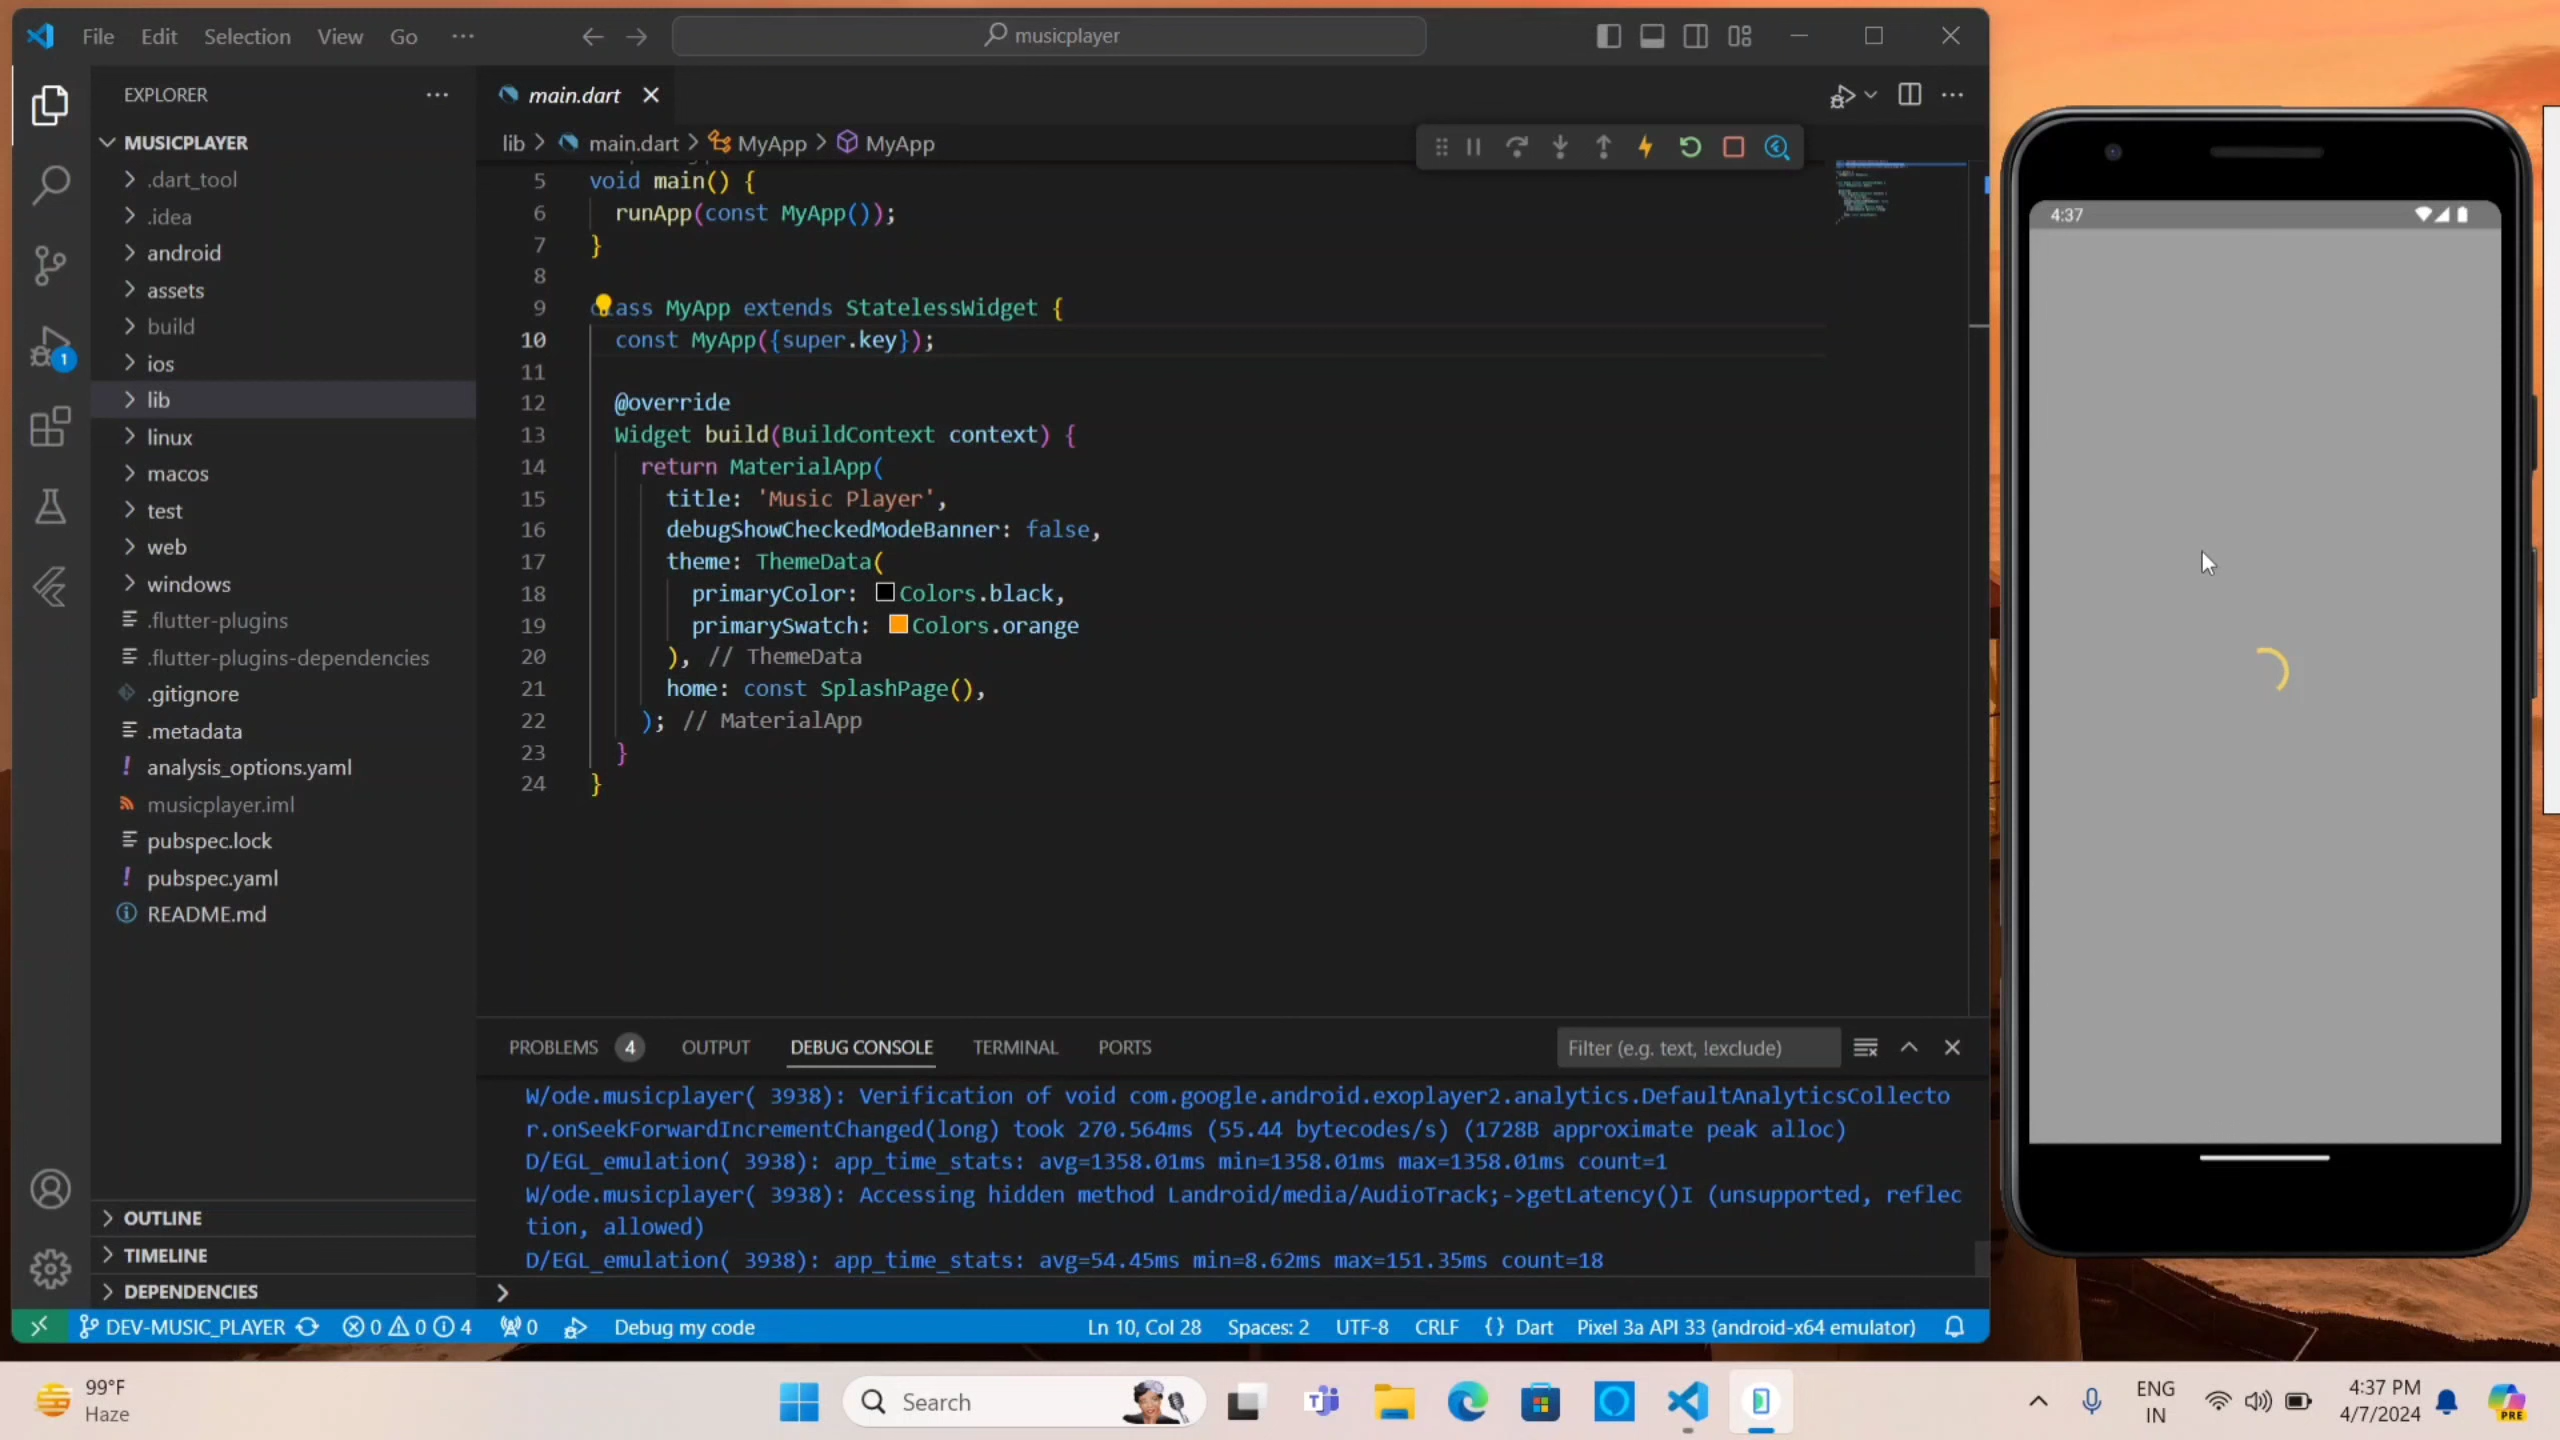 File Edit Selection View Go ···
musicplayer
EXPLORER ···
MUSICPLAYER
.dart_tool
.idea
android
assets
build
ios
lib
linux
macos
test
web
windows
.flutter-plugins
.flutter-plugins-dependencies
.gitignore
.metadata
analysis_options.yaml
musicplayer.iml
pubspec.lock
pubspec.yaml
README.md
OUTLINE
TIMELINE
DEPENDENCIES
1
main.dart
lib > main.dart > MyApp > MyApp
5 void main() {
6 runApp(const MyApp());
7 }
8
9 ass MyApp extends StatelessWidget {
10 const MyApp({super.key});
11
12 @override
13 Widget build(BuildContext context) {
14 return MaterialApp(
15 title: 'Music Player',
16 debugShowCheckedModeBanner: false,
17 theme: ThemeData(
18 primaryColor: Colors.black,
19 primarySwatch: Colors.orange
20 ), // ThemeData
21 home: const SplashPage(),
22 ); // MaterialApp
23 }
24 }
PROBLEMS 4 OUTPUT DEBUG CONSOLE TERMINAL PORTS
Filter (e.g. text, !exclude)
W/ode.musicplayer( 3938): Verification of void com.google.android.exoplayer2.analytics.DefaultAnalyticsCollecto
r.onSeekForwardIncrementChanged(long) took 270.564ms (55.44 bytecodes/s) (1728B approximate peak alloc)
D/EGL_emulation( 3938): app_time_stats: avg=1358.01ms min=1358.01ms max=1358.01ms count=1
W/ode.musicplayer( 3938): Accessing hidden method Landroid/media/AudioTrack;->getLatency()I (unsupported, reflec
tion, allowed)
D/EGL_emulation( 3938): app_time_stats: avg=54.45ms min=8.62ms max=151.35ms count=18
>
DEV-MUSIC_PLAYER 0 0 4 0 Debug my code
Ln 10, Col 28 Spaces: 2 UTF-8 CRLF {} Dart Pixel 3a API 33 (android-x64 emulator)
4:37
99°F
Haze
Search
ENG
IN
4:37 PM
4/7/2024
PRE